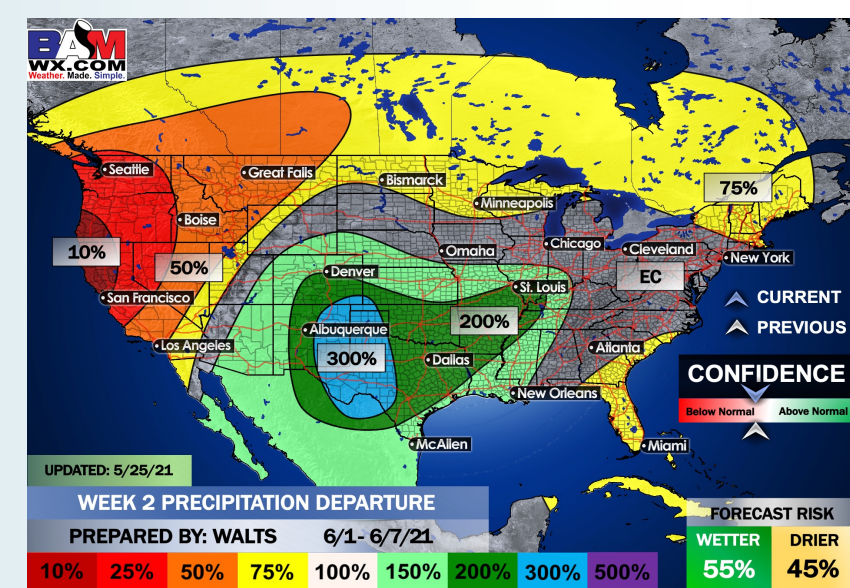 BAM
WX.COM
Weather. Made. Simple.
Seattle
Great Falls
Bismarck
Minneapolis
75%
Boise
10%
50%
Omaha
Chicago
Cleveland
New York
EC
Denver
St. Louis
San Francisco
CURRENT
Albuquerque
200%
PREVIOUS
Los Angeles
300%
Dallas
Atlanta
CONFIDENCE
New Orleans
Below Normal
Above Normal
McAllen
Miami
UPDATED: 5/25/21
WEEK 2 PRECIPITATION DEPARTURE
PREPARED BY: WALTS 6/1- 6/7/21
10% 25% 50% 75% 100% 150% 200% 300% 500%
FORECAST RISK
WETTER DRIER
55% 45%